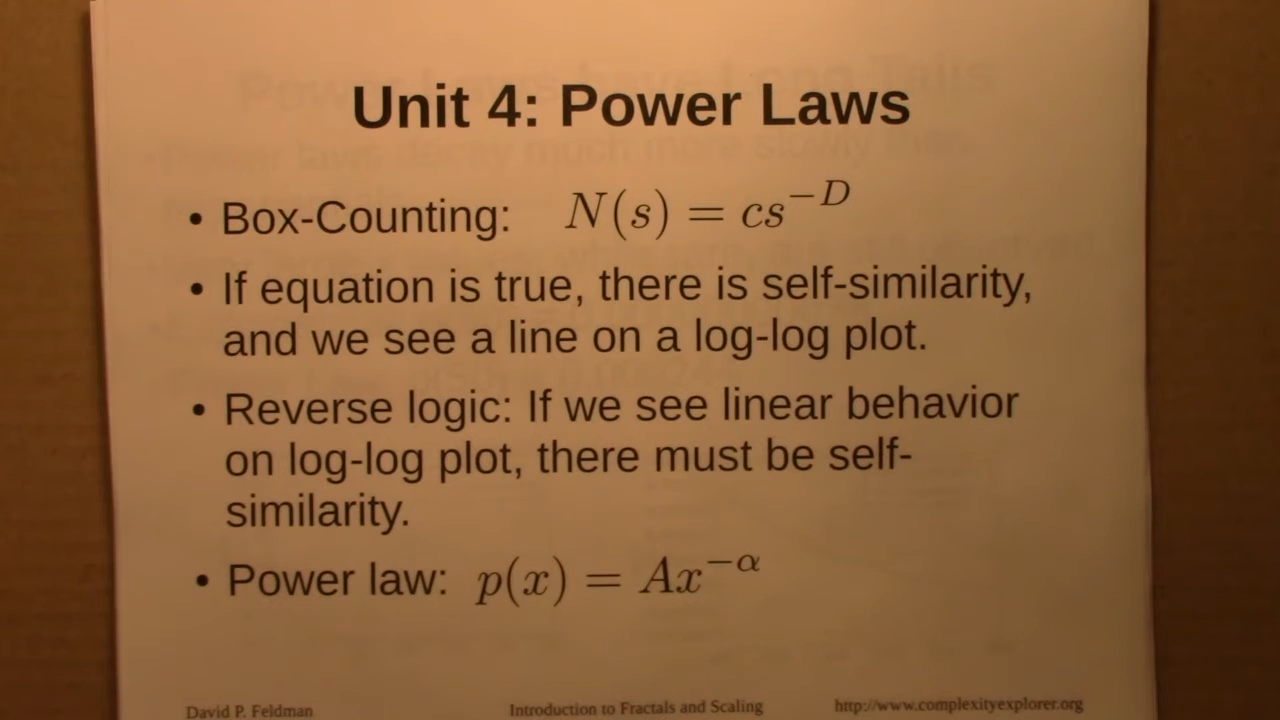 Unit 4: Power Laws
• Box-Counting: N(s) = cs^{-D}
• If equation is true, there is self-similarity,
and we see a line on a log-log plot.
• Reverse logic: If we see linear behavior
on log-log plot, there must be self-
similarity.
• Power law: p(x) = Ax^{-α}
David P. Feldman Introduction to Fractals and Scaling http://www.complexityexplorer.org